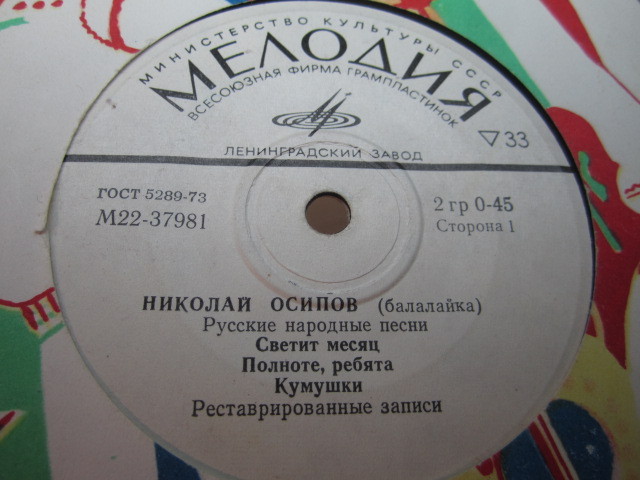 МИНИСТЕРСТВО КУЛЬТУРЫ СССР
МЕЛОДИЯ
ВСЕСОЮЗНАЯ ФИРМА ГРАМПЛАСТИНОК
33
ЛЕНИНГРАДСКИЙ ЗАВОД
ГОСТ 5289-73
2 гр 0-45
М22-37981
Сторона 1
НИКОЛАЙ ОСИПОВ (балалайка)
Русские народные песни
Светит месяц
Полноте, ребята
Кумушки
Реставрированные записи